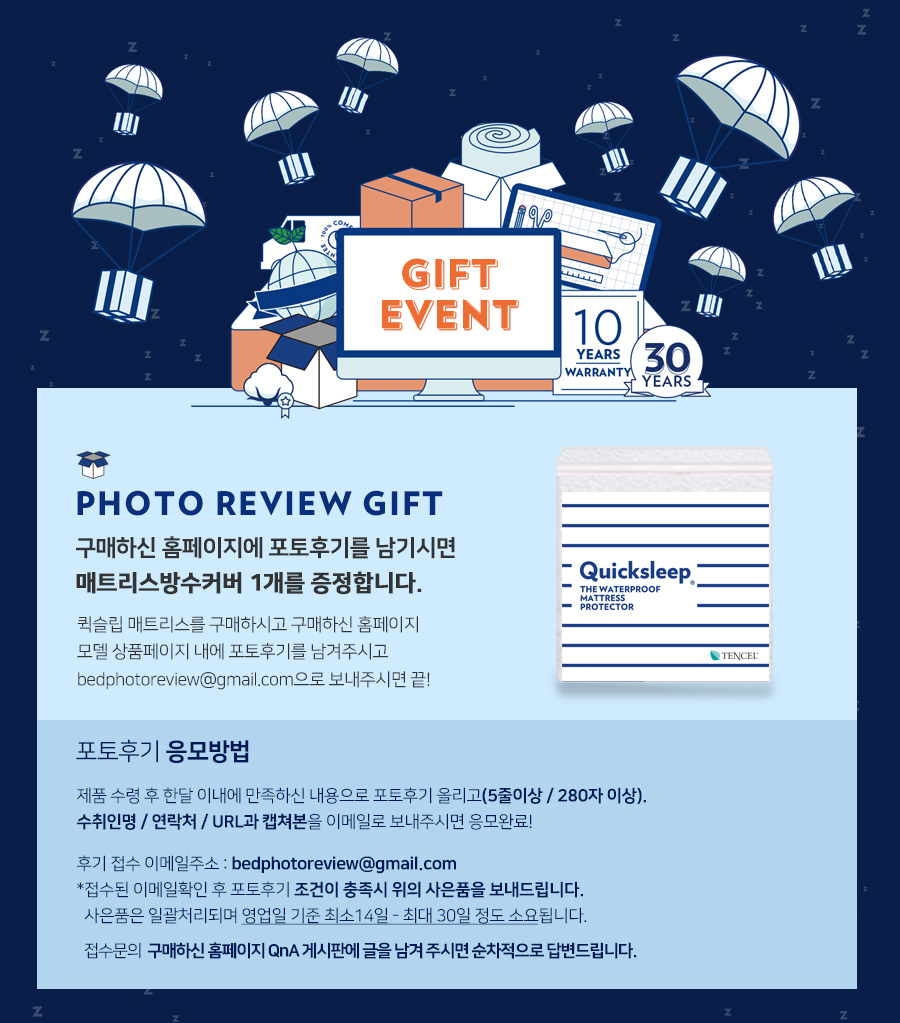 100% COMP
GIFT
EVENT
10
YEARS
WARRANTY
30
YEARS
PHOTO REVIEW GIFT
구매하신 홈페이지에 포토후기를 남기시면
매트리스방수커버 1개를 증정합니다.
퀵슬립 매트리스를 구매하시고 구매하신 홈페이지
모델 상품페이지 내에 포토후기를 남겨주시고
bedphotoreview@gmail.com으로 보내주시면 끝!
Quicksleep®
THE WATERPROOF
MATTRESS
PROTECTOR
TENCEL
포토후기 응모방법
제품 수령 후 한달 이내에 만족하신 내용으로 포토후기 올리고(5줄이상 / 280자 이상).
수취인명 / 연락처 / URL과 캡쳐본을 이메일로 보내주시면 응모완료!
후기 접수 이메일주소 : bedphotoreview@gmail.com
*접수된 이메일확인 후 포토후기 조건이 충족시 위의 사은품을 보내드립니다.
사은품은 일괄처리되며 영업일 기준 최소14일 - 최대 30일 정도 소요됩니다.
접수문의 구매하신 홈페이지 QnA 게시판에 글을 남겨 주시면 순차적으로 답변드립니다.